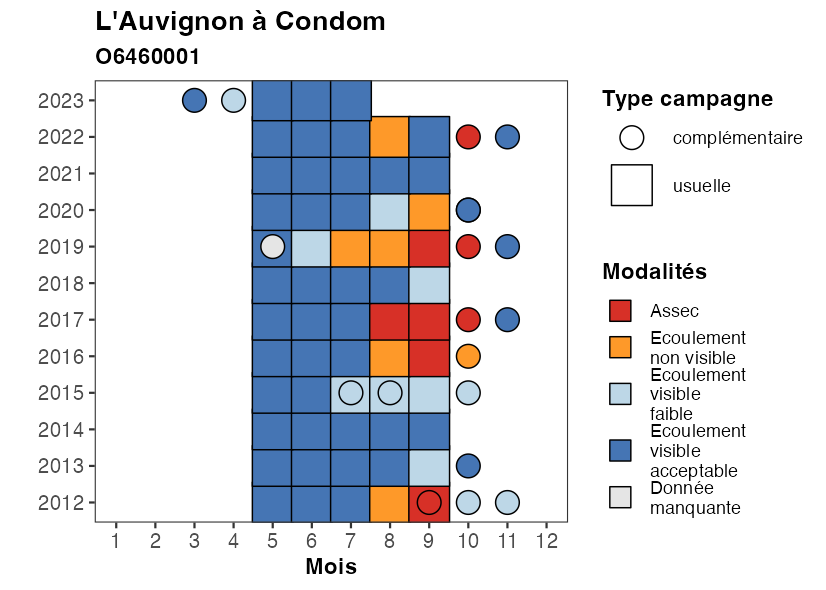 L'Auvignon à Condom
O6460001
2023
2022
2021
2020
2019
2018
2017
2016
2015
2014
2013
2012
1 2 3 4 5 6 7 8 9 10 11 12
Mois
Type campagne
complémentaire
usuelle
Modalités
Assec
Ecoulement
non visible
Ecoulement
visible
faible
Ecoulement
visible
acceptable
Donnée
manquante